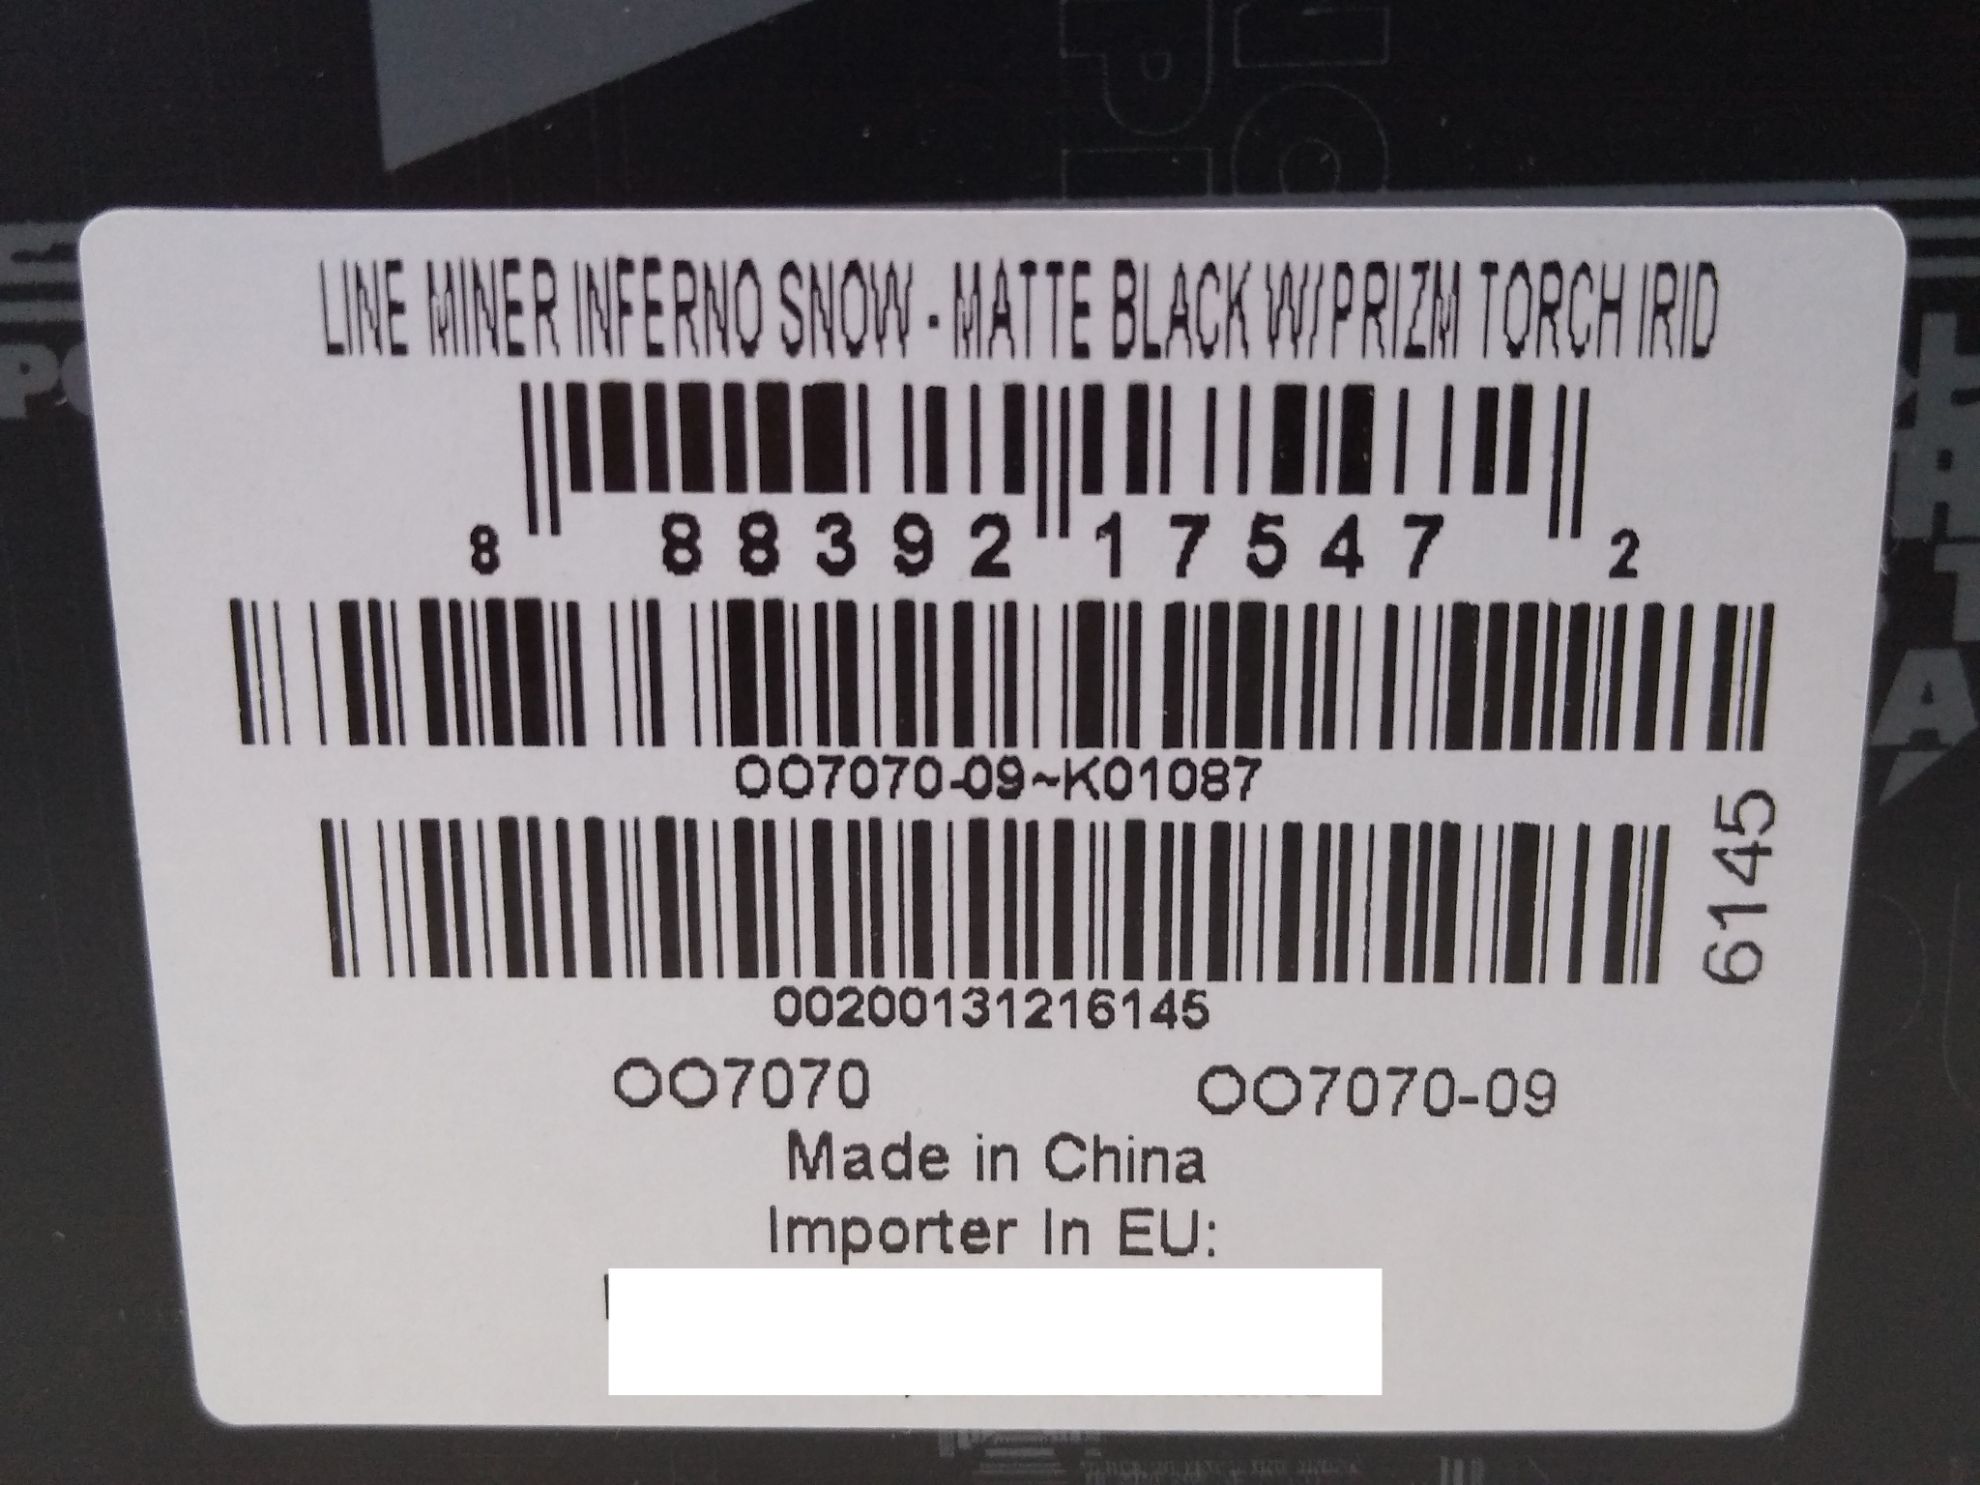 LINE MINER INFERNO SNOW - MATTE BLACK W/PRIZM TORCH IRID
8 88392 17547 2
OO7070-09~K01087
6145
00200131216145
OO7070 OO7070-09
Made in China
Importer In EU: